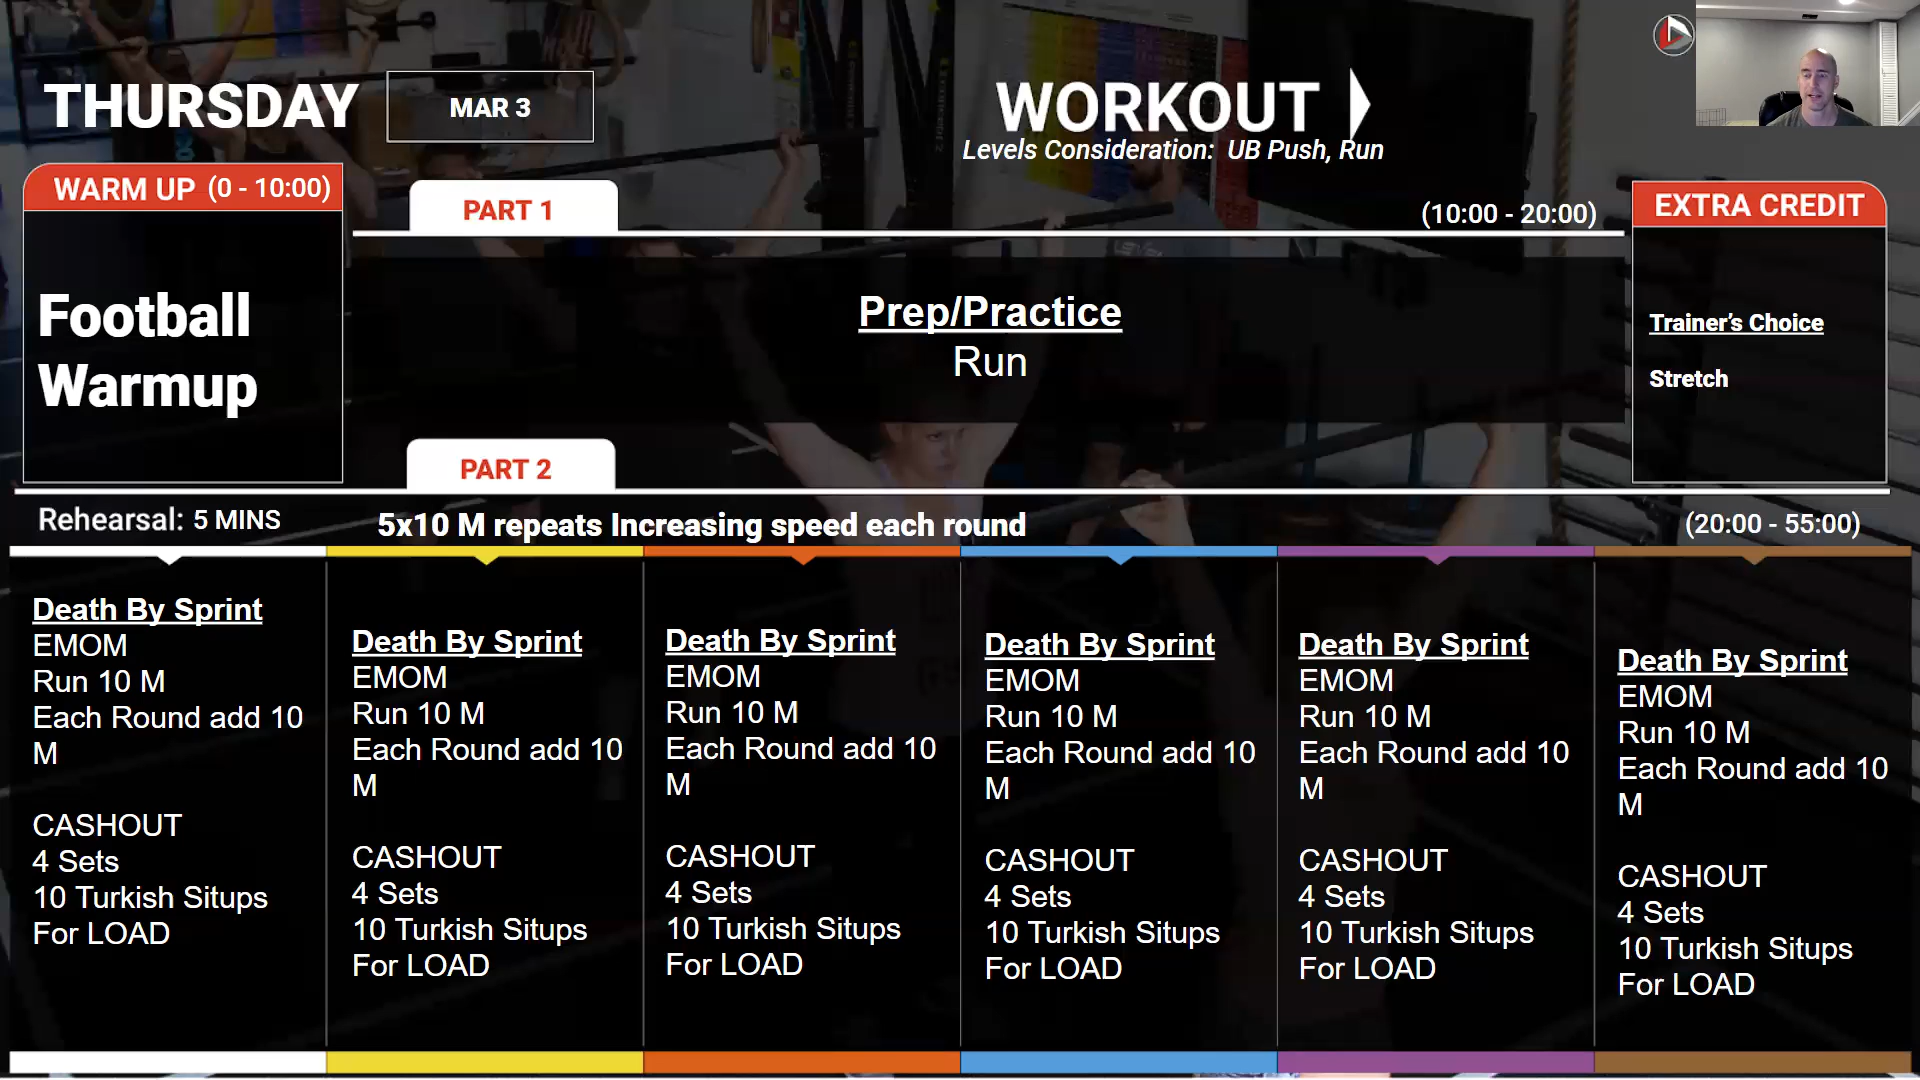 THURSDAY
MAR 3
WORKOUT
Levels Consideration: UB Push, Run
WARM UP (0 - 10:00)
Football
Warmup
PART 1
(10:00 - 20:00)
Prep/Practice
Run
EXTRA CREDIT
Trainer’s Choice
Stretch
PART 2
Rehearsal: 5 MINS
5x10 M repeats Increasing speed each round
(20:00 - 55:00)
Death By Sprint
EMOM
Run 10 M
Each Round add 10
M
CASHOUT
4 Sets
10 Turkish Situps
For LOAD
Death By Sprint
EMOM
Run 10 M
Each Round add 10
M
CASHOUT
4 Sets
10 Turkish Situps
For LOAD
Death By Sprint
EMOM
Run 10 M
Each Round add 10
M
CASHOUT
4 Sets
10 Turkish Situps
For LOAD
Death By Sprint
EMOM
Run 10 M
Each Round add 10
M
CASHOUT
4 Sets
10 Turkish Situps
For LOAD
Death By Sprint
EMOM
Run 10 M
Each Round add 10
M
CASHOUT
4 Sets
10 Turkish Situps
For LOAD
Death By Sprint
EMOM
Run 10 M
Each Round add 10
M
CASHOUT
4 Sets
10 Turkish Situps
For LOAD